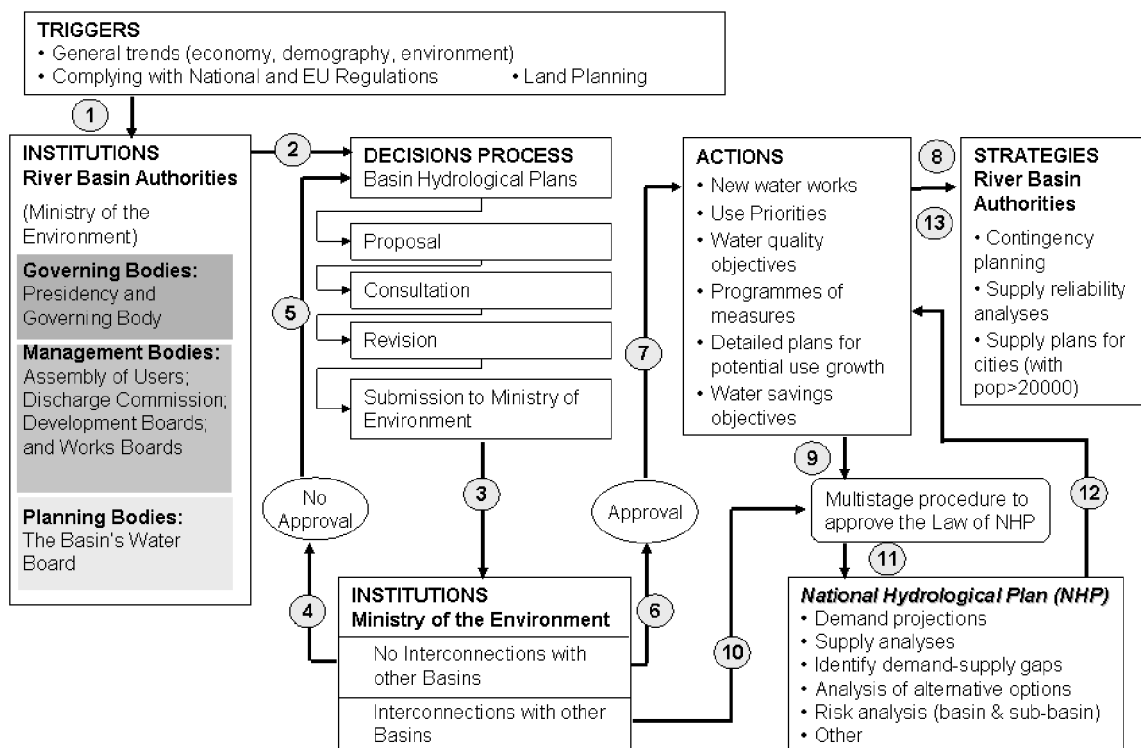 TRIGGERS
• General trends (economy, demography, environment)
• Complying with National and EU Regulations • Land Planning
1
INSTITUTIONS
River Basin Authorities
(Ministry of the
Environment)
Governing Bodies:
Presidency and
Governing Body
Management Bodies:
Assembly of Users;
Discharge Commission;
Development Boards;
and Works Boards
Planning Bodies:
The Basin's Water
Board
2
DECISIONS PROCESS
Basin Hydrological Plans
Proposal
Consultation
Revision
Submission to Ministry of
Environment
5
No
Approval
4
3
INSTITUTIONS
Ministry of the Environment
No Interconnections with
other Basins
Interconnections with other
Basins
6
Approval
7
10
ACTIONS
• New water works
• Use Priorities
• Water quality
objectives
• Programmes of
measures
• Detailed plans for
potential use growth
• Water savings
objectives
8
13
STRATEGIES
River Basin
Authorities
• Contingency
planning
• Supply reliability
analyses
• Supply plans for
cities (with
pop>20000)
9
Multistage procedure to
approve the Law of NHP
12
11
National Hydrological Plan (NHP)
• Demand projections
• Supply analyses
• Identify demand-supply gaps
• Analysis of alternative options
• Risk analysis (basin & sub-basin)
• Other